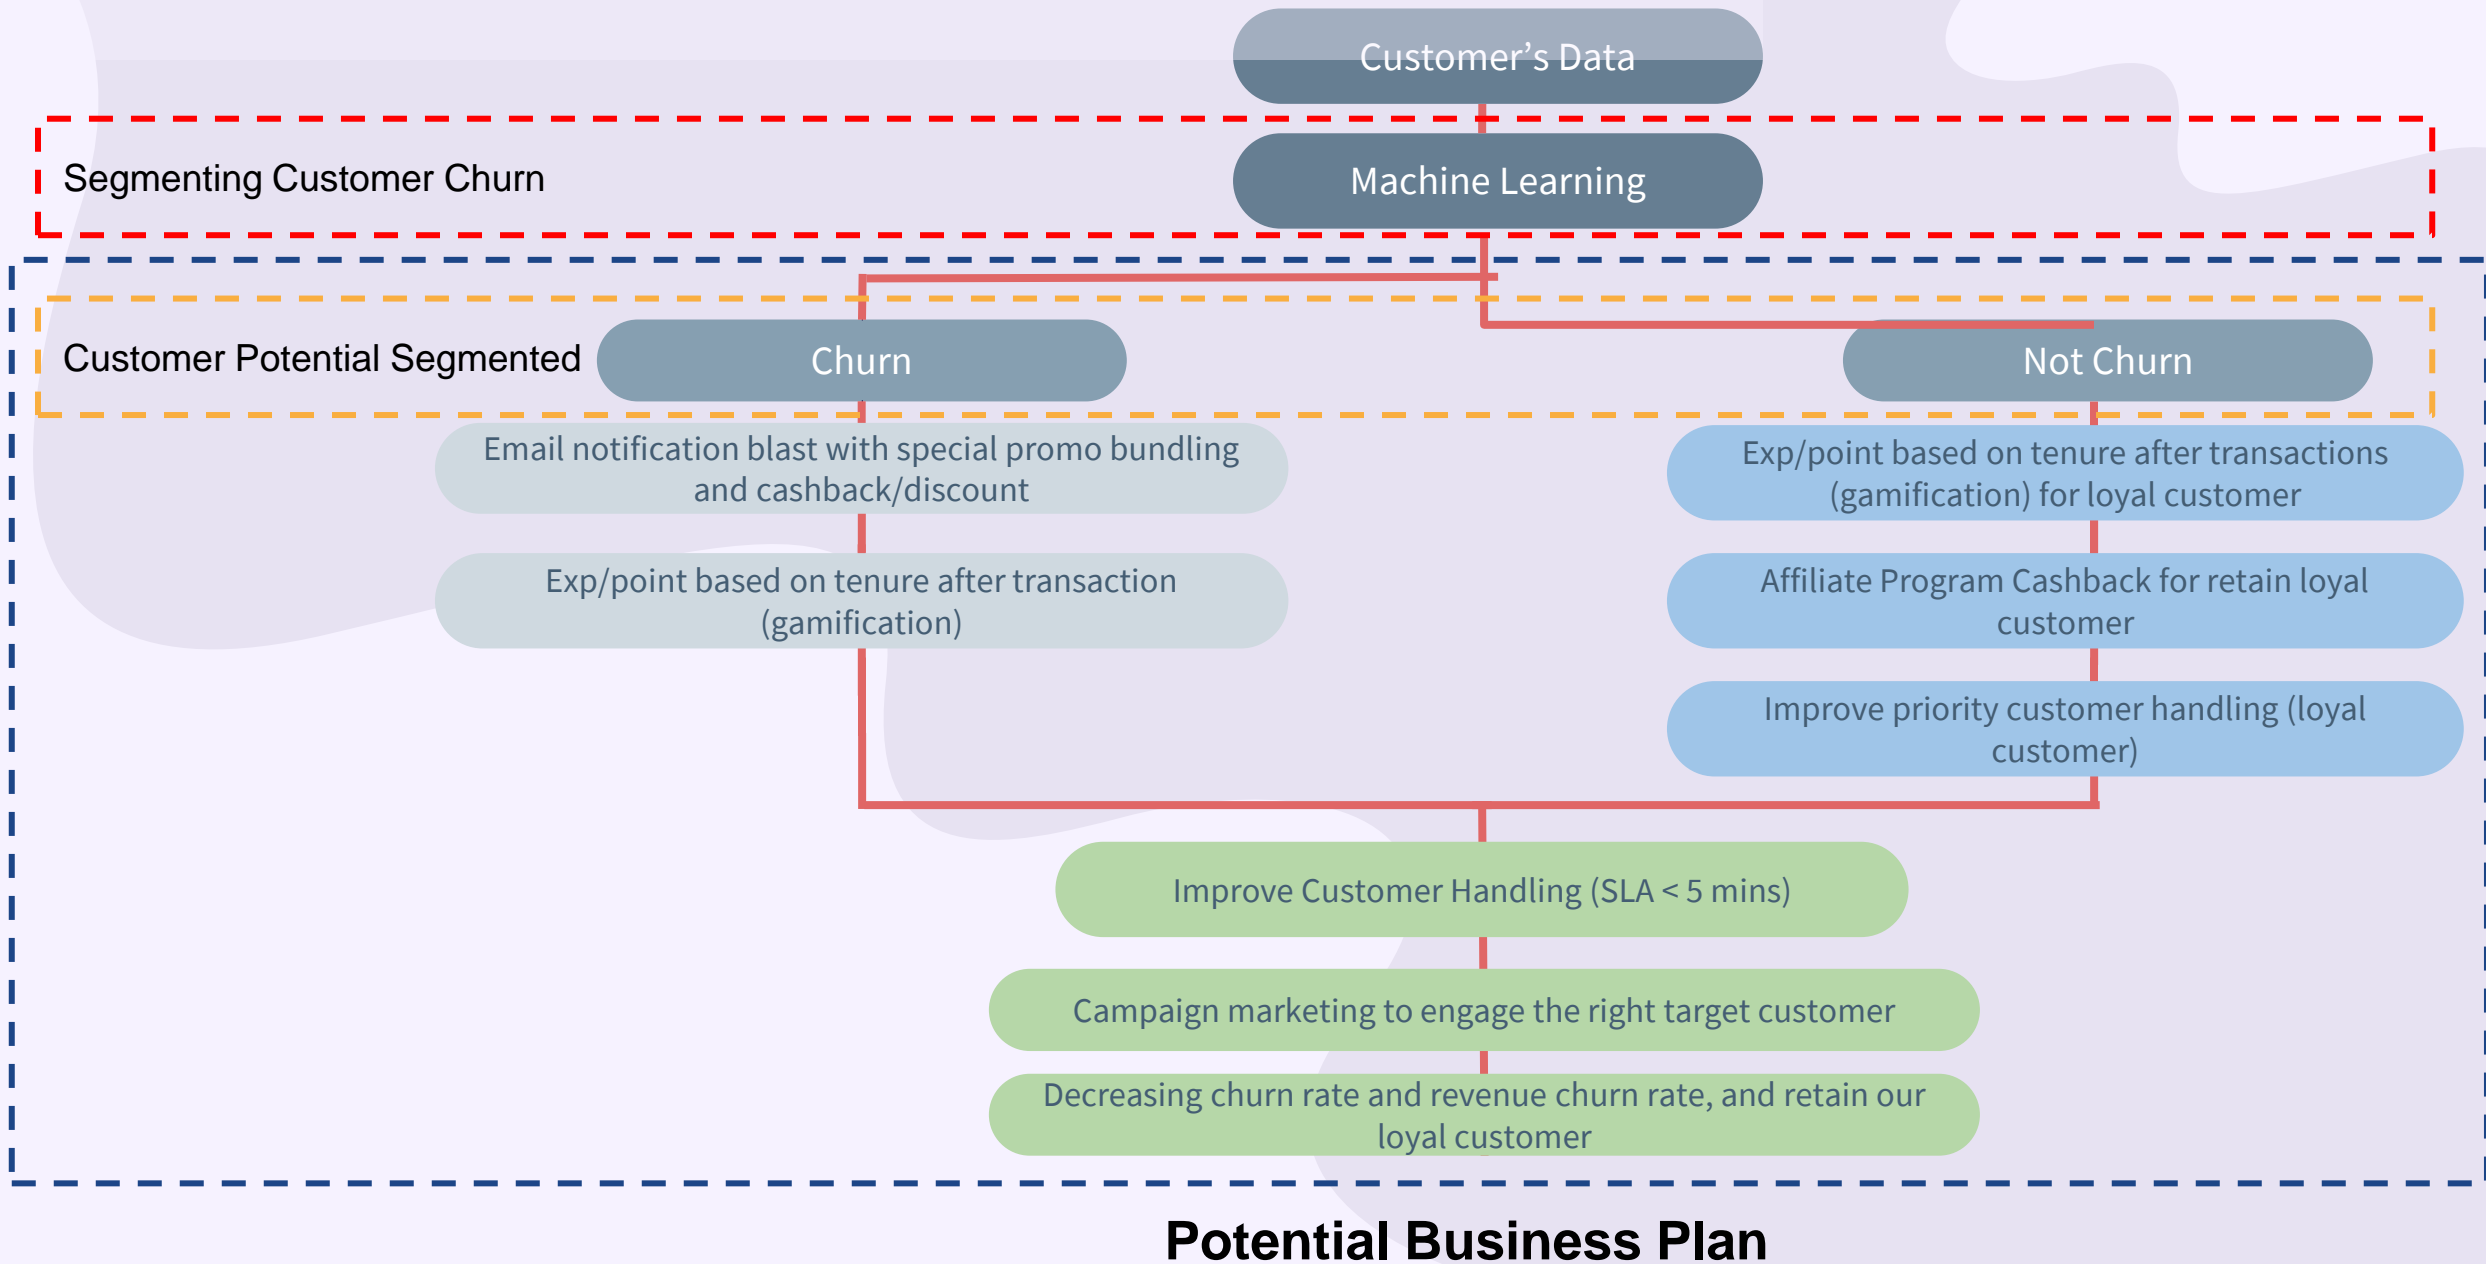 Customer’s Data
Segmenting Customer Churn
Machine Learning
Customer Potential Segmented
Churn
Not Churn
Email notification blast with special promo bundling
and cashback/discount
Exp/point based on tenure after transaction
(gamification)
Exp/point based on tenure after transactions
(gamification) for loyal customer
Affiliate Program Cashback for retain loyal
customer
Improve priority customer handling (loyal
customer)
Improve Customer Handling (SLA < 5 mins)
Campaign marketing to engage the right target customer
Decreasing churn rate and revenue churn rate, and retain our
loyal customer
Potential Business Plan